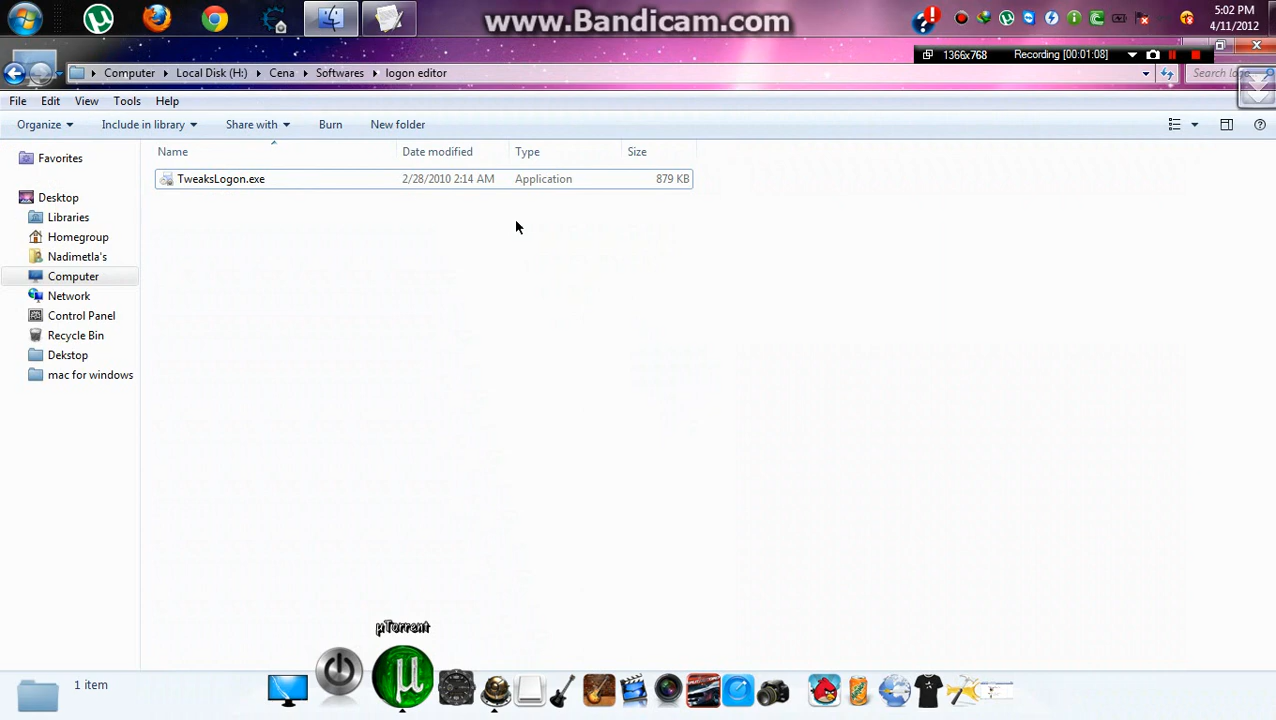 www.Bandicam.com
5:02 PM
4/11/2012
1366x768
Recording [00:01:08]
Computer
Local Disk (H:)
Cena
Softwares
logon editor
File
Edit
View
Tools
Help
Organize
Include in library
Share with
Burn
New folder
Name
Date modified
Type
Size
TweaksLogon.exe
2/28/2010 2:14 AM
Application
879 KB
Favorites
Desktop
Libraries
Homegroup
Nadimetla's
Computer
Network
Control Panel
Recycle Bin
Dekstop
mac for windows
µTorrent
1 item